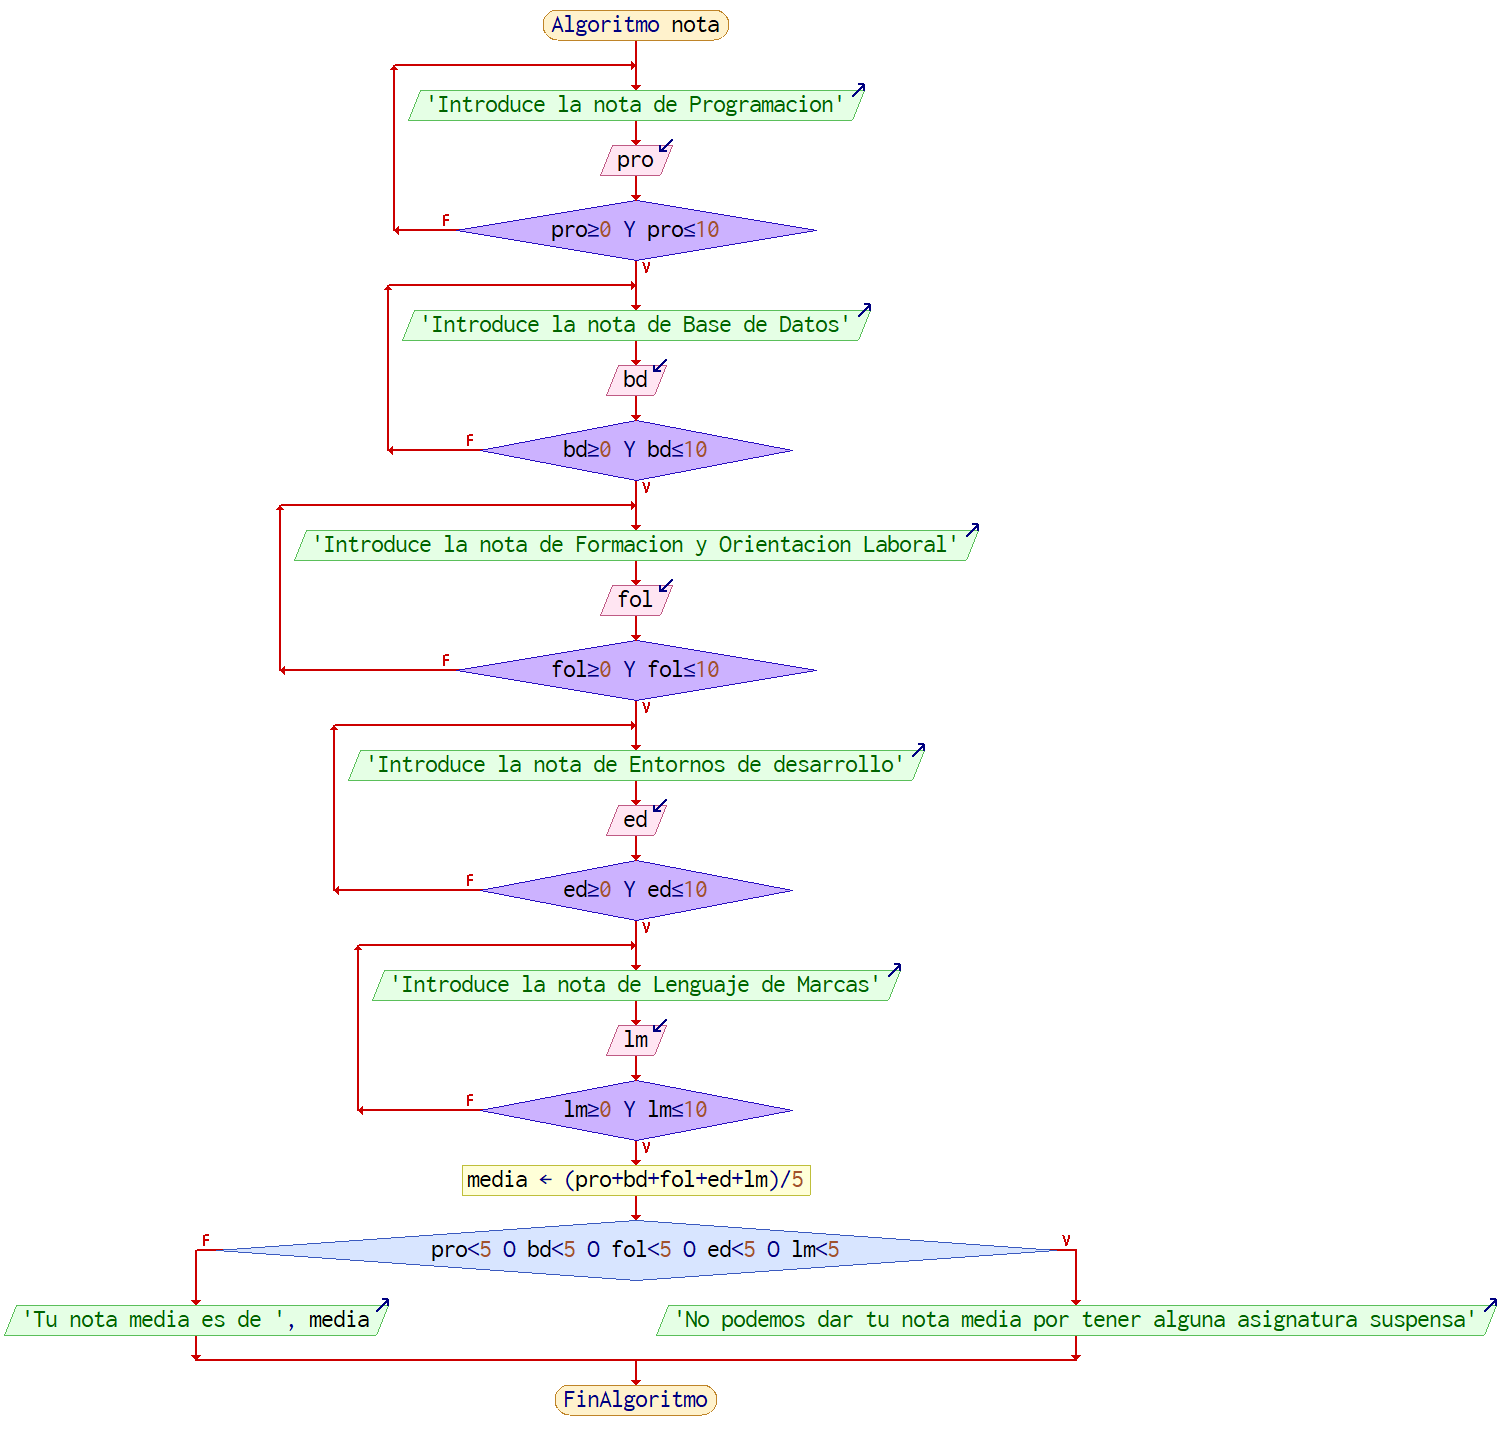 Algoritmo nota
'Introduce la nota de Programacion'
pro
F
pro≥0 Y pro≤10
V
'Introduce la nota de Base de Datos'
bd
F
bd≥0 Y bd≤10
V
'Introduce la nota de Formacion y Orientacion Laboral'
fol
F
fol≥0 Y fol≤10
V
'Introduce la nota de Entornos de desarrollo'
ed
F
ed≥0 Y ed≤10
V
'Introduce la nota de Lenguaje de Marcas'
lm
F
lm≥0 Y lm≤10
V
media ← (pro+bd+fol+ed+lm)/5
F
V
pro<5 O bd<5 O fol<5 O ed<5 O lm<5
'Tu nota media es de ', media
'No podemos dar tu nota media por tener alguna asignatura suspensa'
FinAlgoritmo